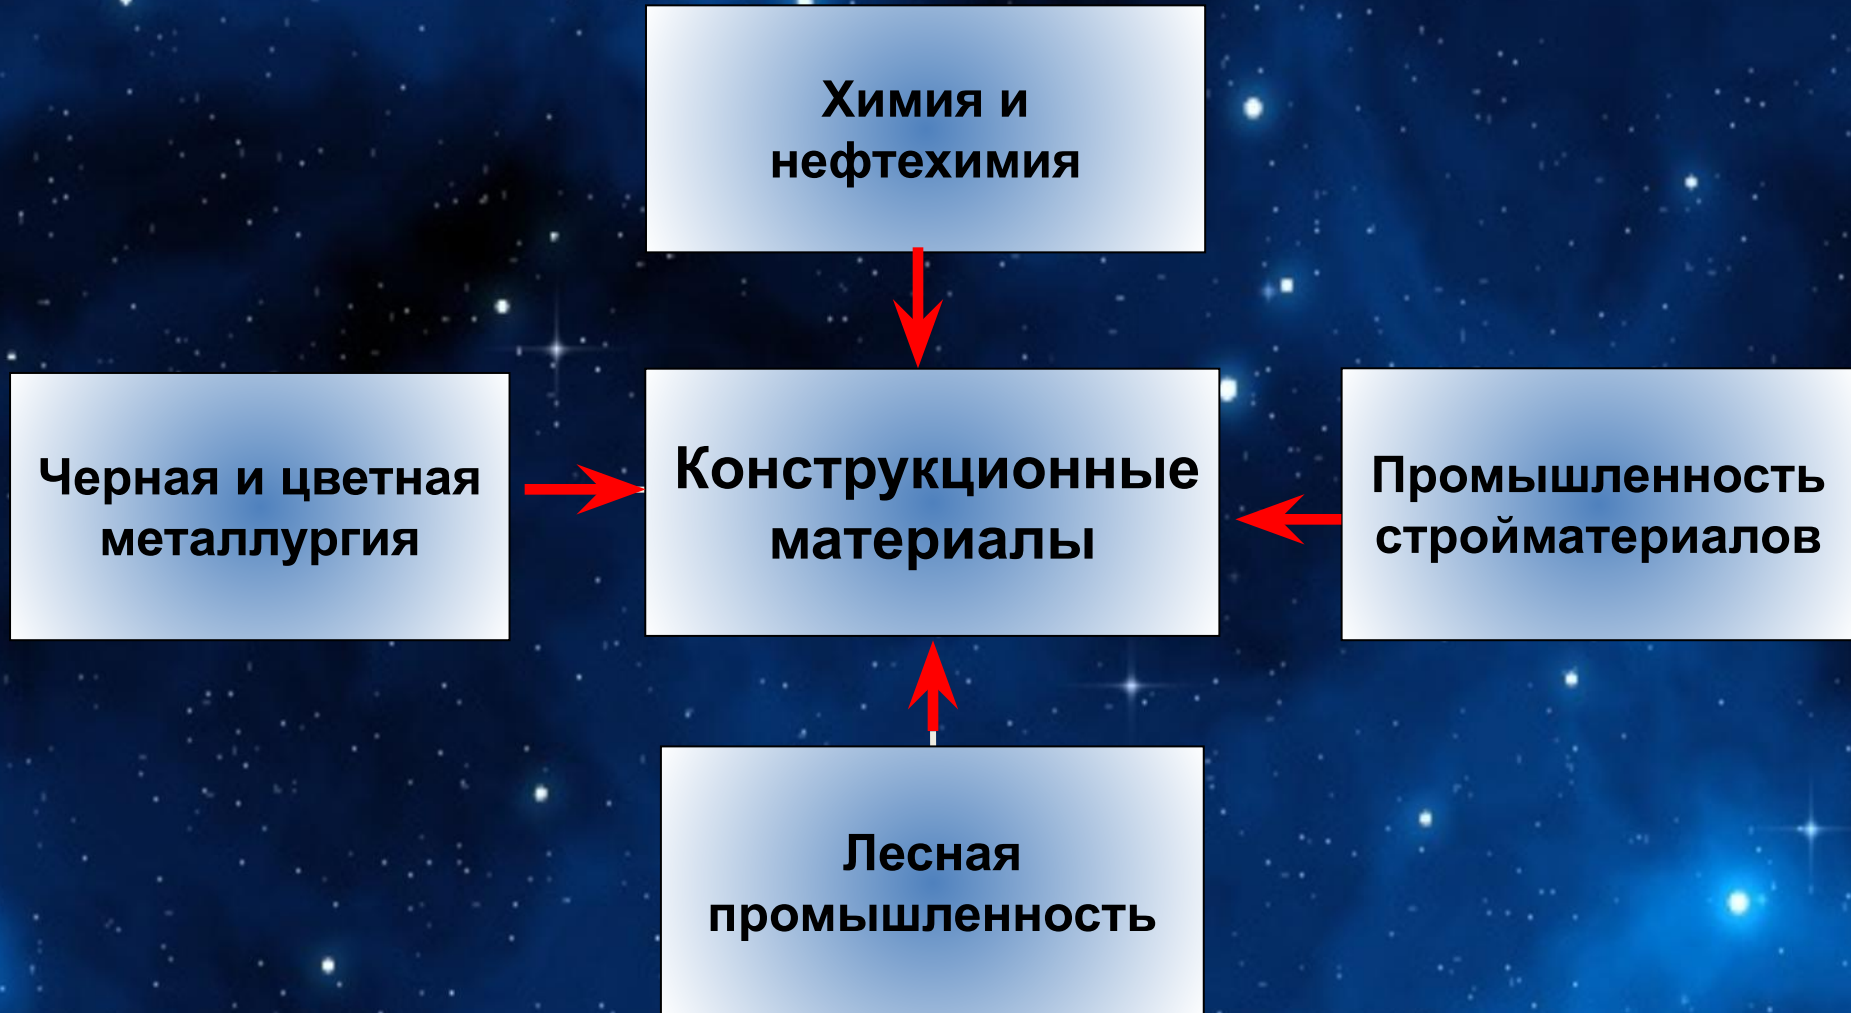 Химия и
нефтехимия
Черная и цветная
металлургия
Конструкционные
материалы
Промышленность
стройматериалов
Лесная
промышленность